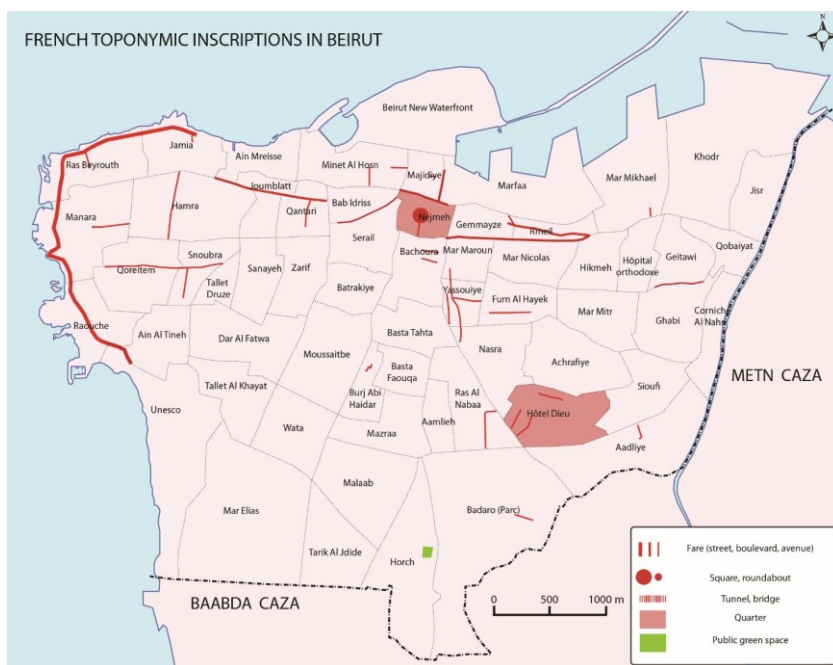 FRENCH TOPONYMIC INSCRIPTIONS IN BEIRUT
N
Beirut New Waterfront
Jamia
Ain Mreisse
Ras Beyrouth
Minet Al Hosn
Majidiye
Marfaa
Mar Mikhael
Khodr
Jisr
Joumblatt
Manara
Hamra
Qantari
Bab Idriss
Nejmeh
Gemmayze
Rmeil
Serail
Bachoura
Mar Maroun
Mar Nicolas
Hikmeh
Hôpital
orthodoxe
Geitawi
Qobaiyat
Snoubra
Qoreitem
Tallet
Druze
Sanayeh
Zarif
Batrakiye
Yassouiye
Furn Al Hayek
Mar Mitr
Ghabi
Corniche
Al Nahr
Raouche
Ain Al Tineh
Dar Al Fatwa
Moussaitbe
Basta Tahta
Nasra
Achrafiye
METN CAZA
Basta
Faouqa
Tallet Al Khayat
Burj Abi
Haidar
Ras Al
Nabaa
Sioufi
Unesco
Hôtel Dieu
Wata
Mazraa
Aamlieh
Aadliye
Malaab
Mar Elias
Badaro (Parc)
Tarik Al Jdide
Horch
BAABDA CAZA
0 500 1000 m
Fare (street, boulevard, avenue)
Square, roundabout
Tunnel, bridge
Quarter
Public green space